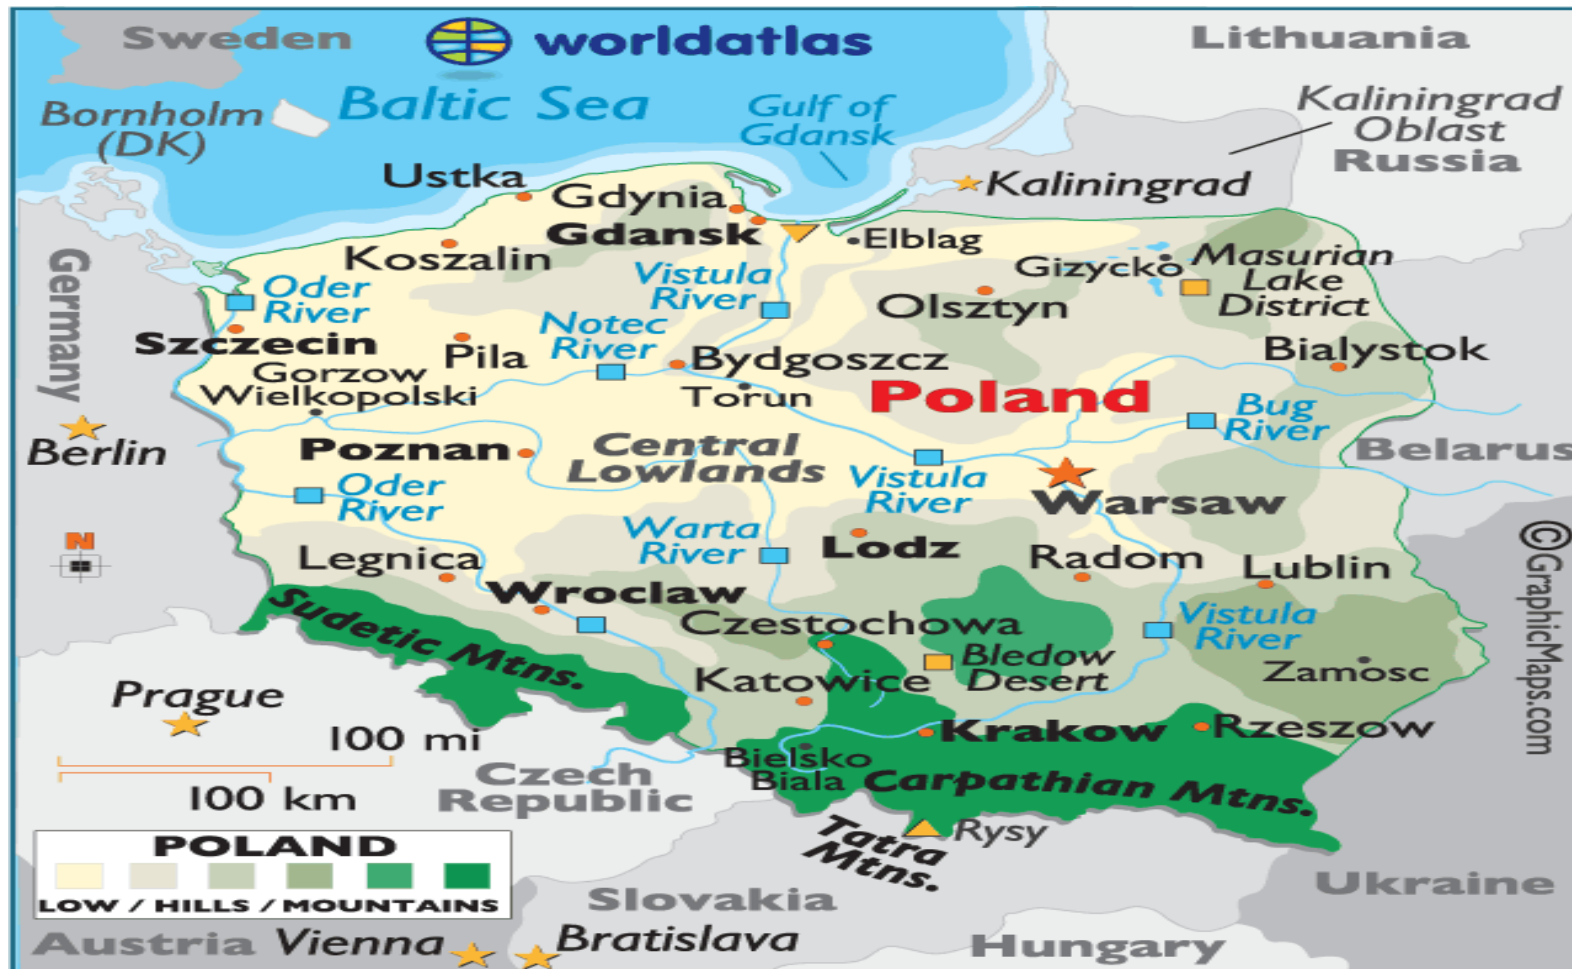 Sweden
worldatlas
Lithuania
Bornholm
(DK)
Baltic Sea
Gulf of
Gdansk
Kaliningrad
Oblast
Russia
Ustka
Gdynia
Kaliningrad
Gdansk
Elblag
Koszalin
Germany
Oder
River
Vistula
River
Gizycko
Masurian
Lake
District
Olsztyn
Szczecin
Notec
River
Pila
Bydgoszcz
Bialystok
Gorzow
Wielkopolski
Torun
Poland
Bug
River
Berlin
Poznan
Central
Lowlands
Belarus
Oder
River
Vistula
River
Warsaw
N
Warta
River
Lodz
Legnica
Radom
Lublin
©GraphicMaps.com
Wroclaw
Sudetic Mtns.
Czestochowa
Vistula
River
Bledow
Desert
Zamosc
Katowice
Prague
100 mi
100 km
Krakow
Rzeszow
Czech
Republic
Bielsko
Biala
Carpathian Mtns.
Tatra
Mtns.
Rysy
POLAND
LOW / HILLS / MOUNTAINS
Slovakia
Ukraine
Austria
Vienna
Bratislava
Hungary